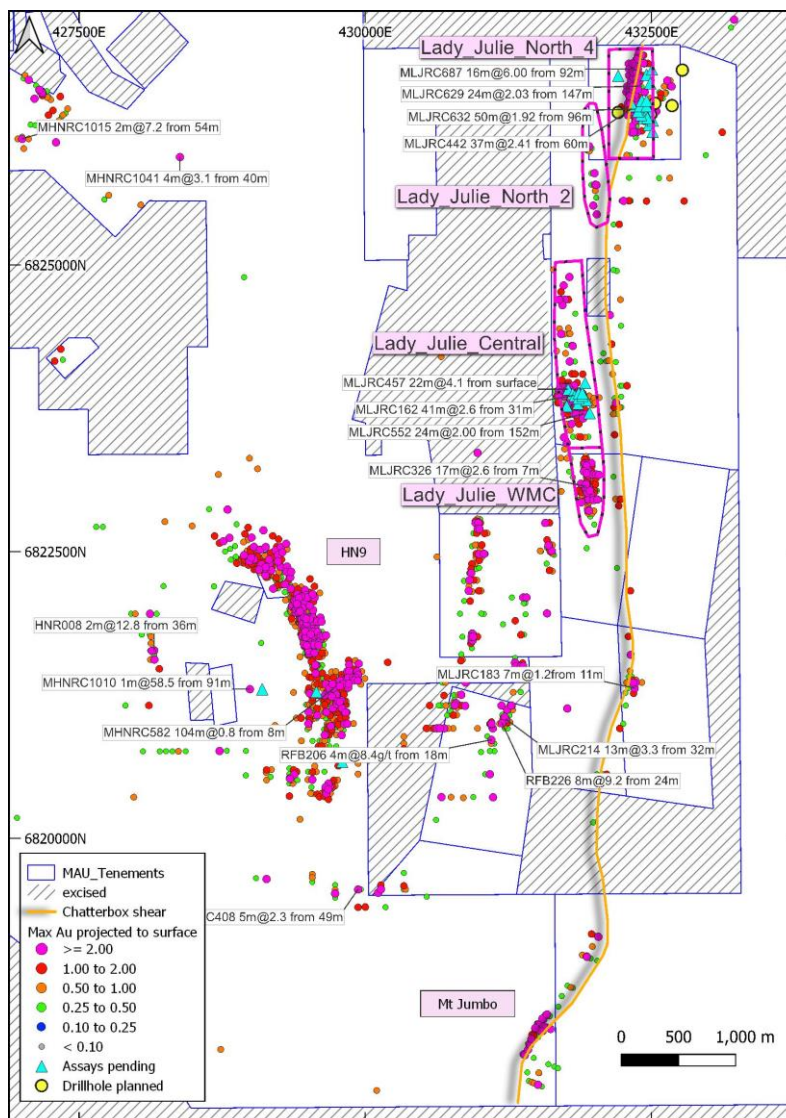 427500E
430000E
432500E
Lady_Julie_North_4
MLJRC687 16m@6.00 from 92m
MLJRC629 24m@2.03 from 147m
MLJRC632 50m@1.92 from 96m
MLJRC442 37m@2.41 from 60m
MHNRC1015 2m@7.2 from 54m
MHNRC1041 4m@3.1 from 40m
Lady_Julie_North_2
6825000N
Lady_Julie_Central
MLJRC457 22m@4.1 from surface
MLJRC162 41m@2.6 from 31m
MLJRC552 24m@2.00 from 152m
MLJRC326 17m@2.6 from 7m
Lady_Julie_WMC
6822500N
HN9
HNR008 2m@12.8 from 36m
MLJRC183 7m@1.2from 11m
MHNRC1010 1m@58.5 from 91m
MHNRC582 104m@0.8 from 8m
MLJRC214 13m@3.3 from 32m
RFB206 4m@8.4g/t from 18m
RFB226 8m@9.2 from 24m
6820000N
C408 5m@2.3 from 49m
Mt Jumbo
MAU_Tenements
excised
Chatterbox shear
Max Au projected to surface
>= 2.00
1.00 to 2.00
0.50 to 1.00
0.25 to 0.50
0.10 to 0.25
< 0.10
Assays pending
Drillhole planned
0 500 1,000 m